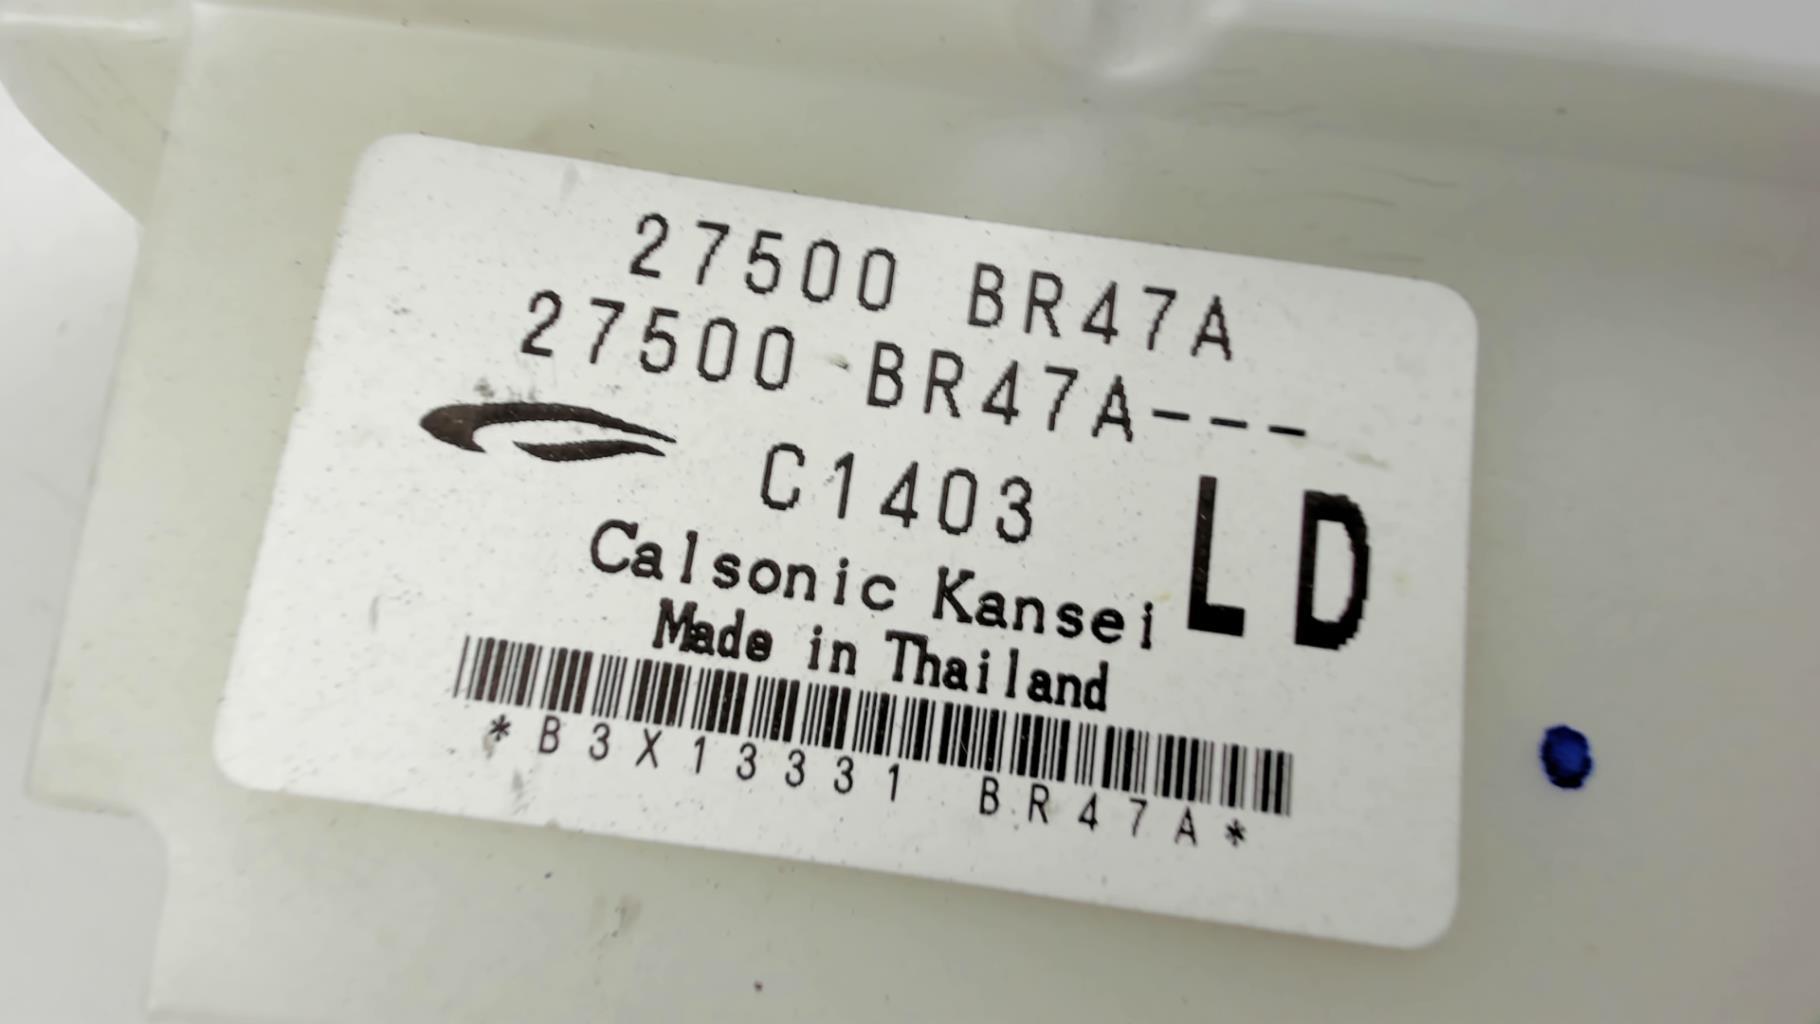 27500 BR47A
27500 BR47A---
C1403
LD
Calsonic Kansei
Made in Thailand
*B3X13331 BR47A*